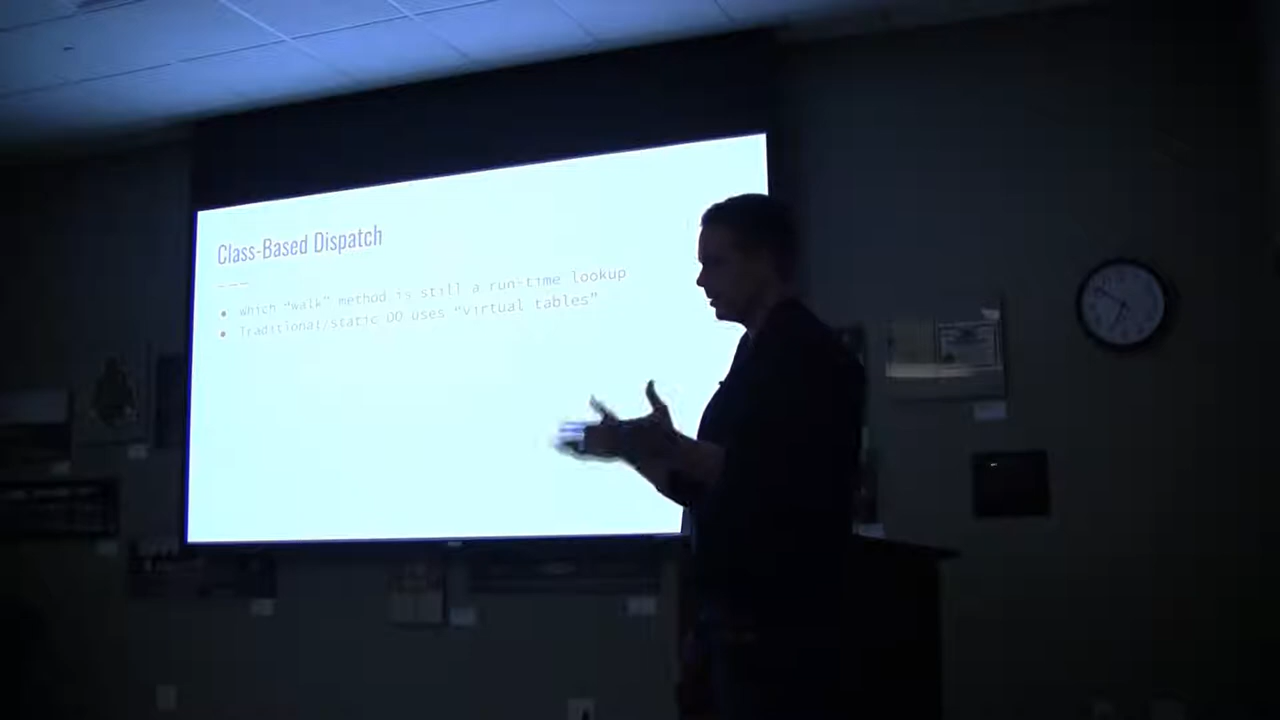 Class-Based Dispatch
which "walk" method is still a run-time lookup
Traditional/static OO uses "virtual tables"